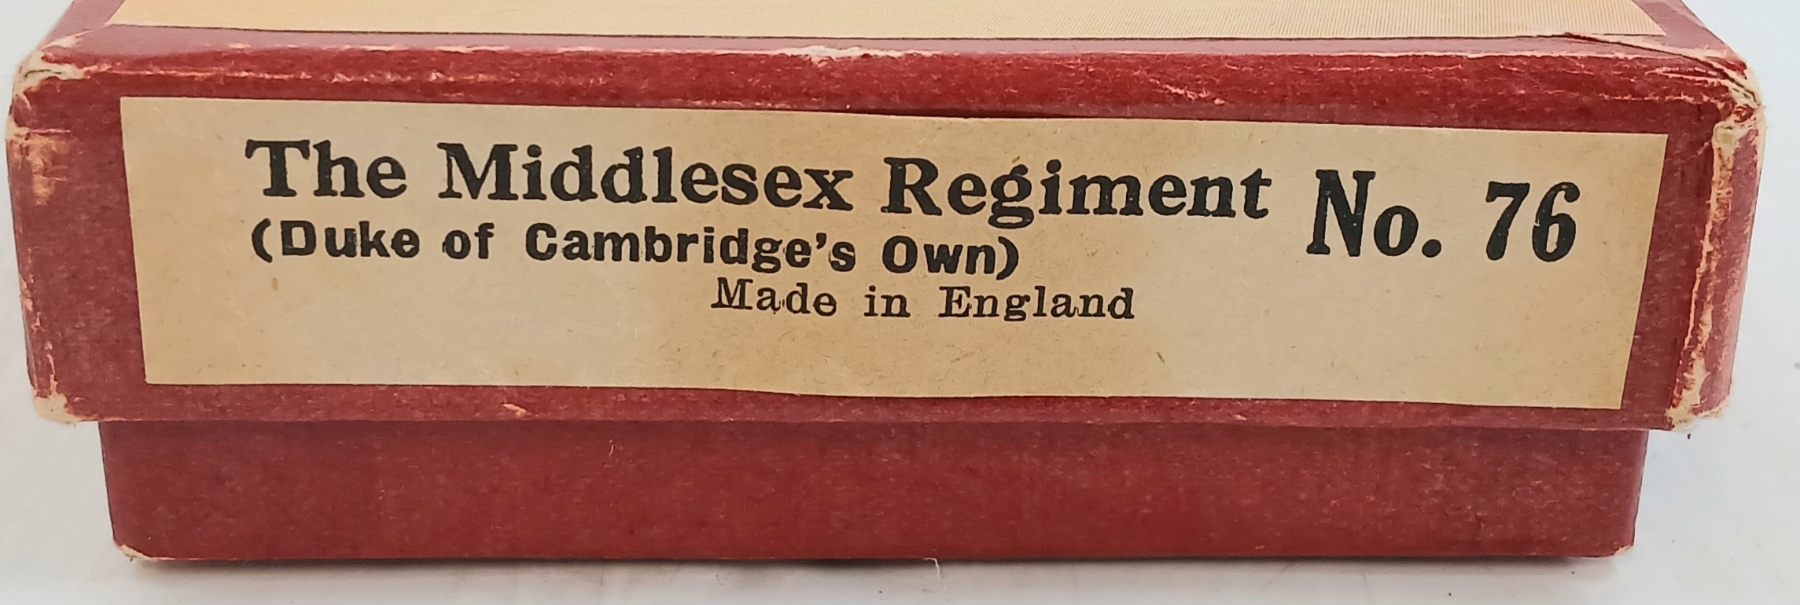 The Middlesex Regiment No. 76
(Duke of Cambridge's Own)
Made in England